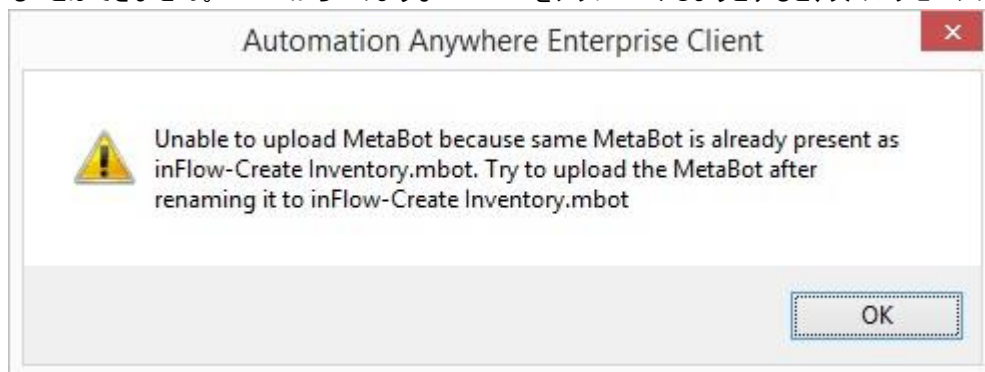 Automation Anywhere Enterprise Client
Unable to upload MetaBot because same MetaBot is already present as
inFlow-Create Inventory.mbot. Try to upload the MetaBot after
renaming it to inFlow-Create Inventory.mbot
OK